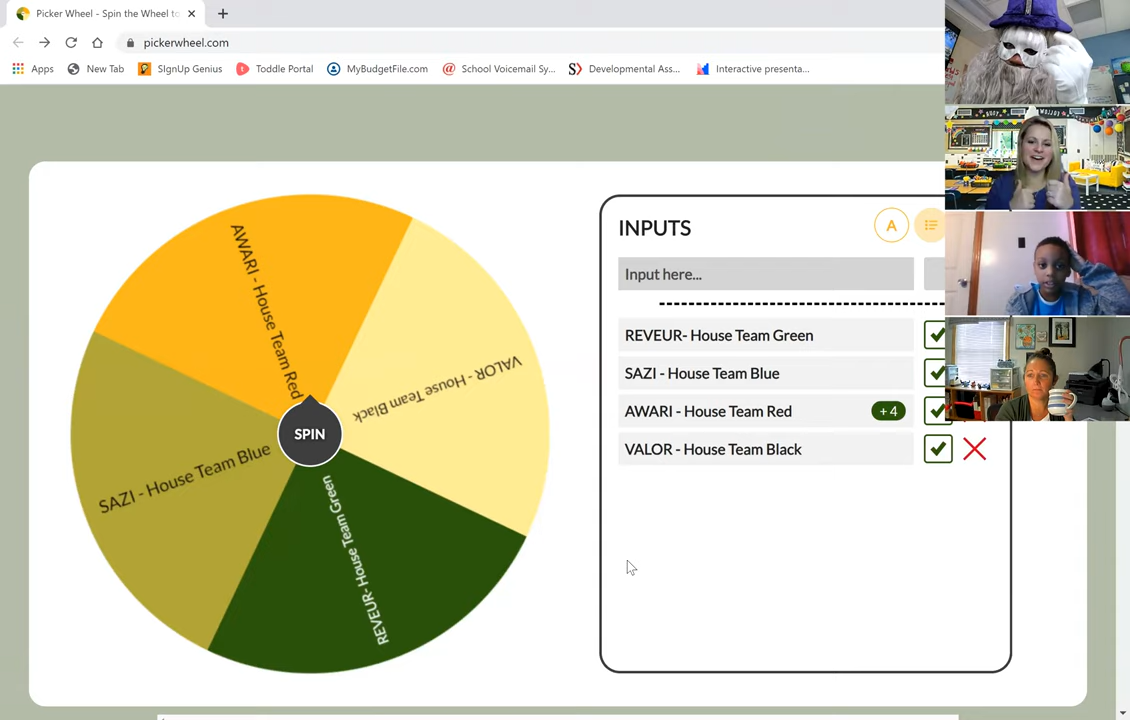 Picker Wheel - Spin the Wheel to
pickerwheel.com
Apps
New Tab
SIgnUp Genius
Toddle Portal
MyBudgetFile.com
School Voicemail Sy...
Developmental Ass...
Interactive presenta...
AWARI - House Team Red
VALOR - House Team Black
SAZI - House Team Blue
REVEUR- House Team Green
SPIN
INPUTS
A
Input here...
REVEUR- House Team Green
SAZI - House Team Blue
AWARI - House Team Red
+ 4
VALOR - House Team Black